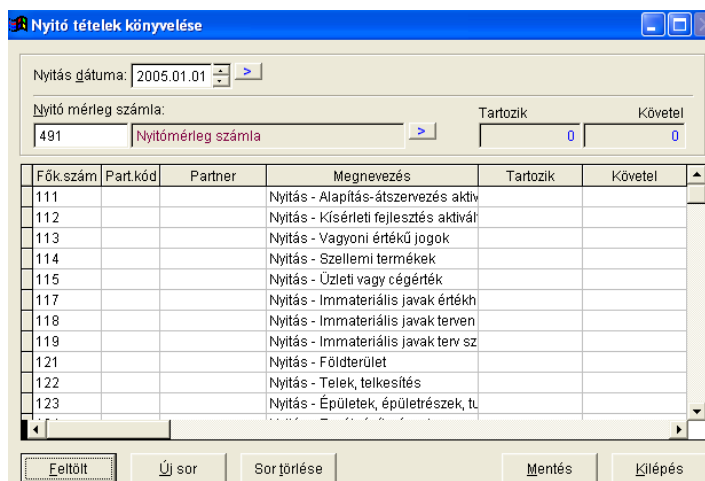 Nyitó tételek könyvelése
Nyitás dátuma: 2005.01.01 >
Nyitó mérleg számla: Tartozik Követel
491 Nyitómérleg számla > 0 0
Fők.szám Part.kód Partner Megnevezés Tartozik Követel
111 Nyitás - Alapítás-átszervezés aktiv
112 Nyitás - Kísérleti fejlesztés aktivál
113 Nyitás - Vagyoni értékű jogok
114 Nyitás - Szellemi termékek
115 Nyitás - Üzleti vagy cégérték
117 Nyitás - Immateriális javak értékh
118 Nyitás - Immateriális javak terven
119 Nyitás - Immateriális javak terv sz
121 Nyitás - Földterület
122 Nyitás - Telek, telkesítés
123 Nyitás - Épületek, épületrészek, tu
Feltölt Új sor Sor törlése Mentés Kilépés